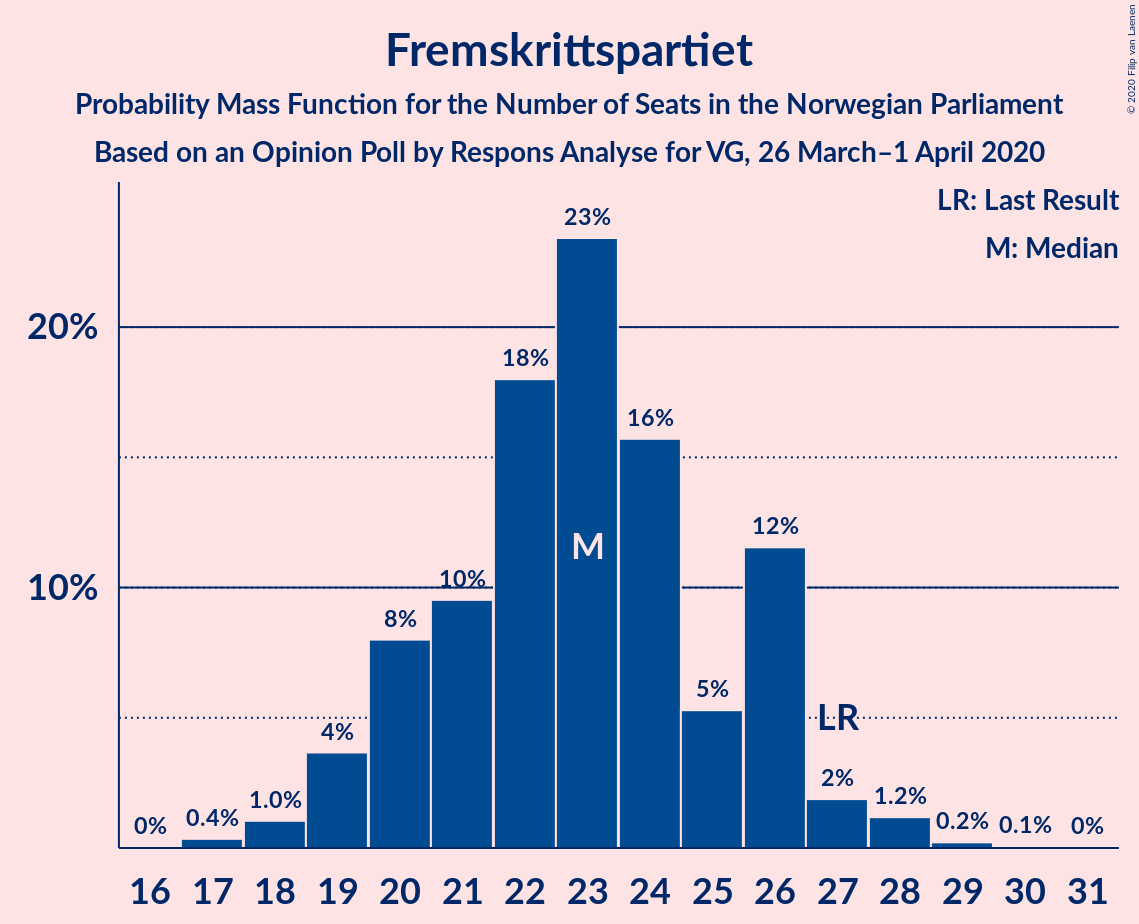 Fremskrittspartiet
Probability Mass Function for the Number of Seats in the Norwegian Parliament
Based on an Opinion Poll by Respons Analyse for VG, 26 March–1 April 2020
© 2020 Filip van Laenen
LR: Last Result
M: Median
23%
20%
18%
16%
M
12%
10%
10%
8%
5%
LR
4%
2%
1.2%
1.0%
0.4%
0.2%
0.1%
0%
0%
16 17 18 19 20 21 22 23 24 25 26 27 28 29 30 31